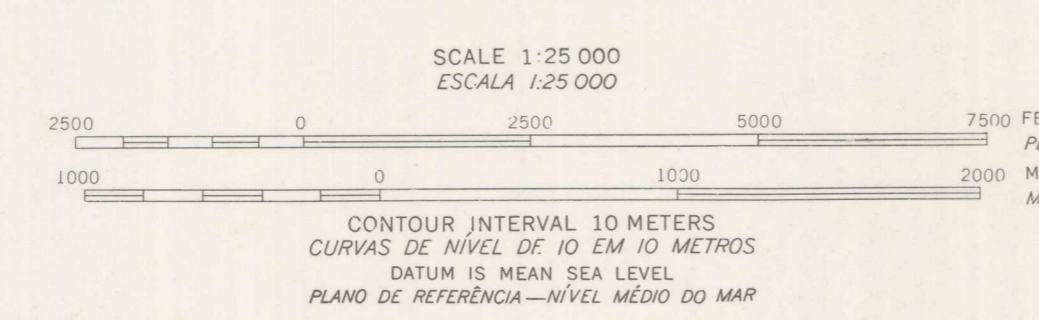 SCALE 1:25 000
ESCALA 1:25 000
2500 0 2500 5000 7500
1000 0 1000 2000
CONTOUR INTERVAL 10 METERS
CURVAS DE NÍVEL DE 10 EM 10 METROS
DATUM IS MEAN SEA LEVEL
PLANO DE REFERÊNCIA—NÍVEL MÉDIO DO MAR